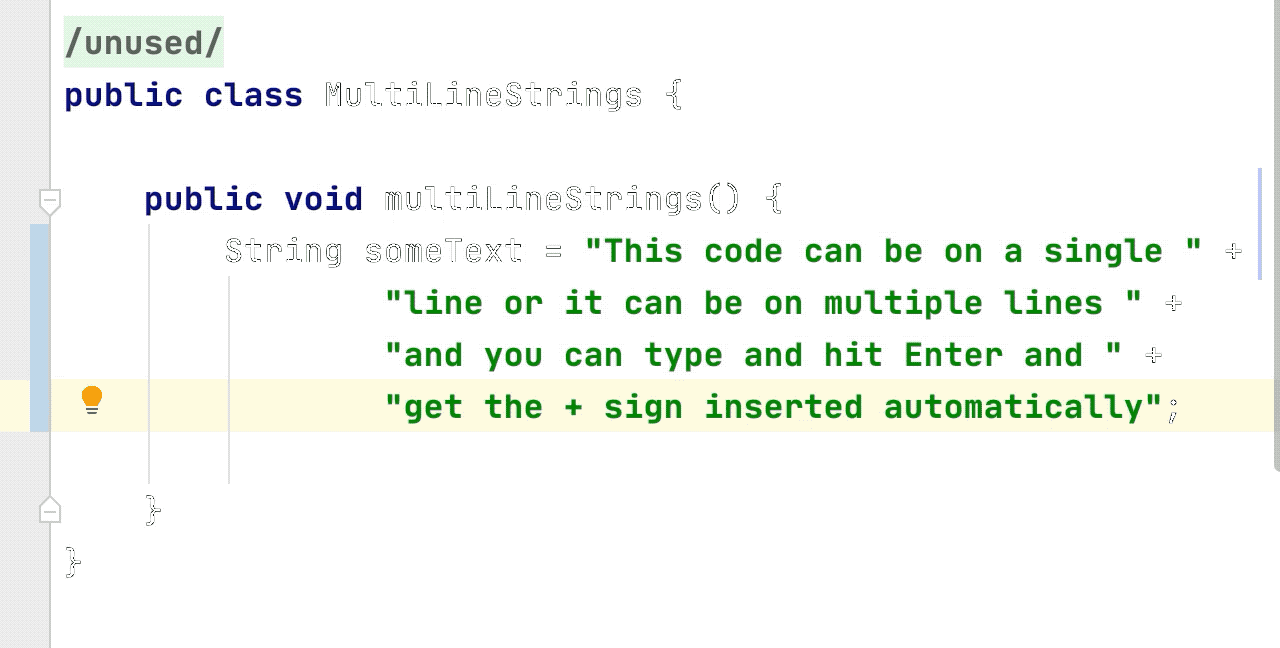 /unused/
public class MultiLineStrings {
public void multiLineStrings() {
String someText = "This code can be on a single " +
"line or it can be on multiple lines " +
"and you can type and hit Enter and " +
"get the + sign inserted automatically";
}
}